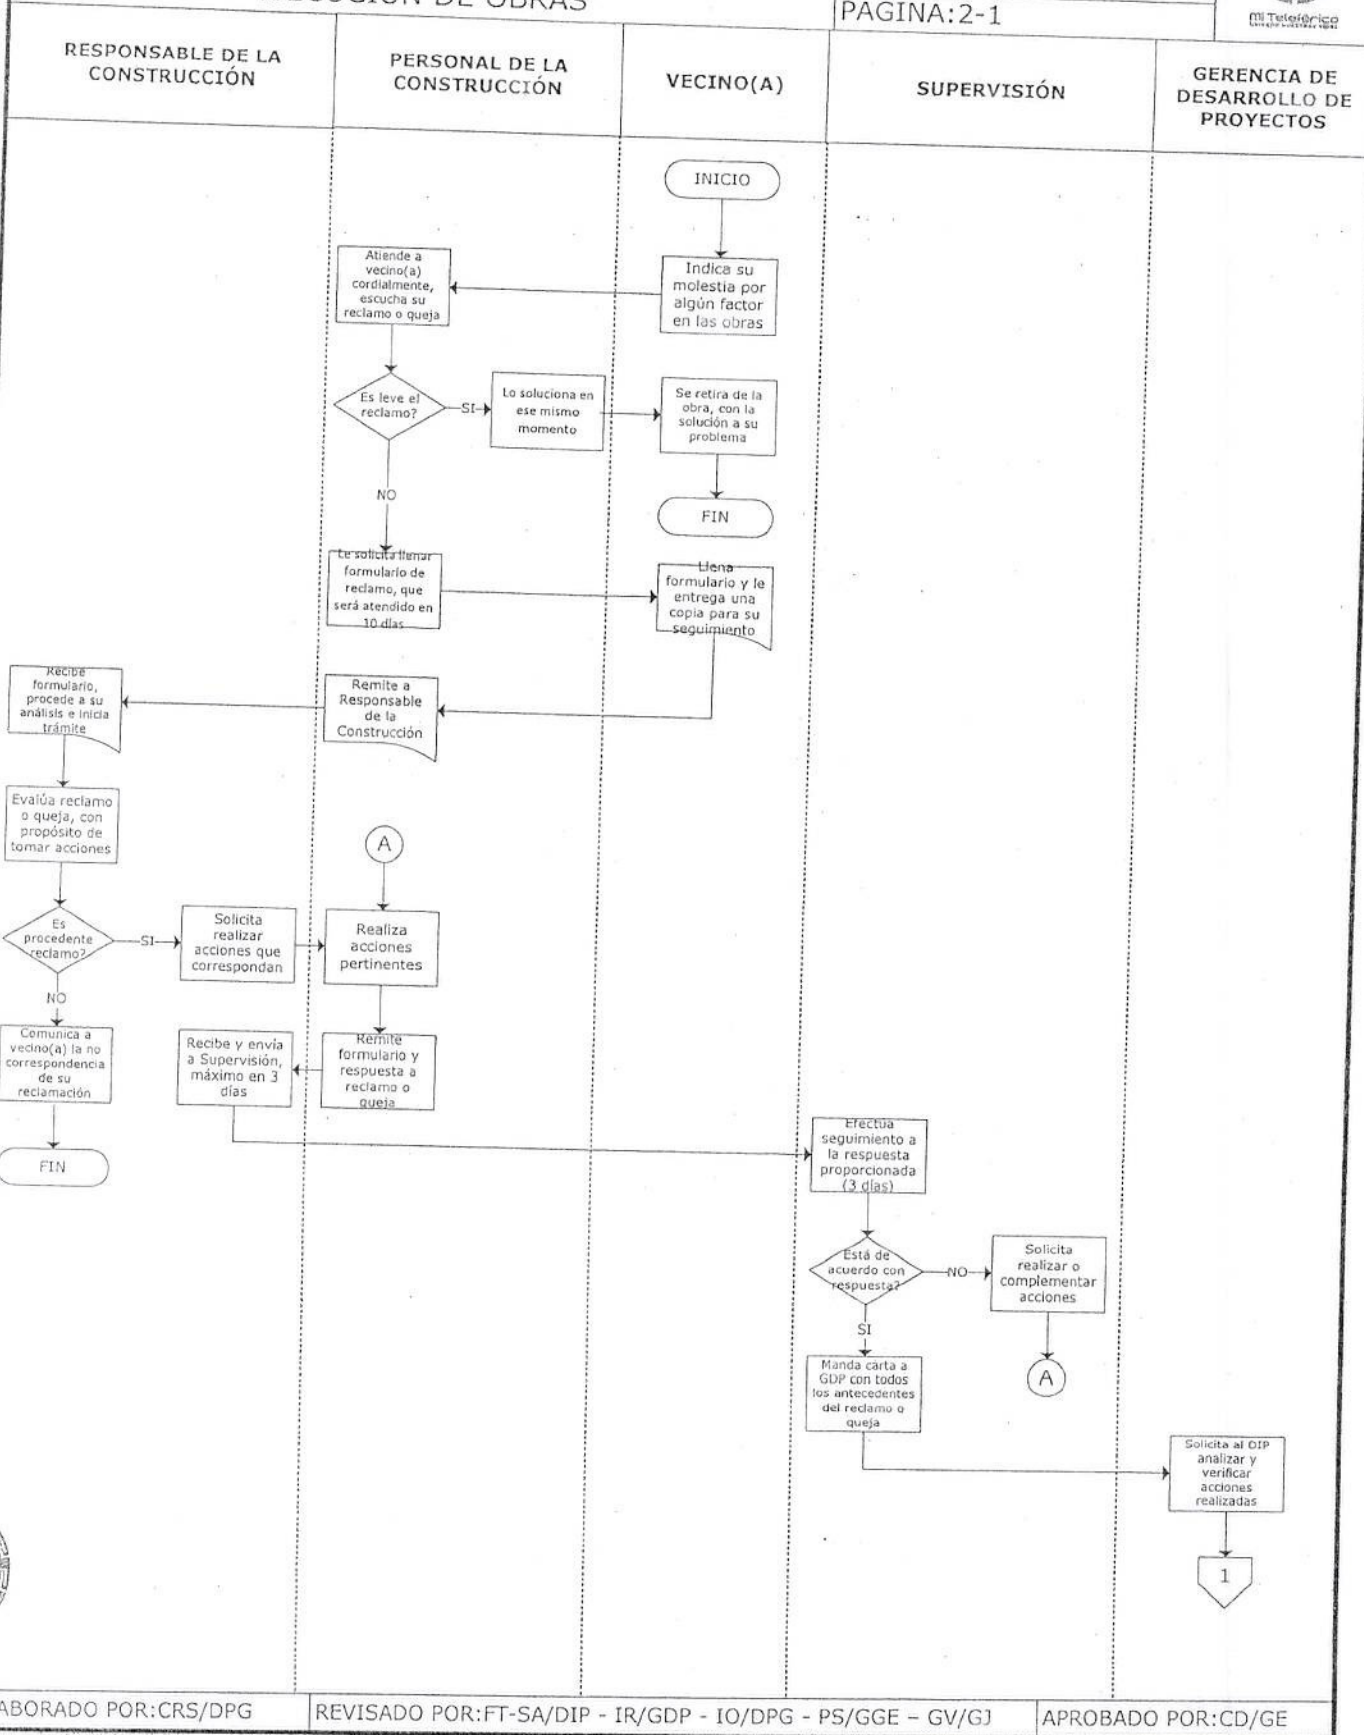 DE OBRAS
PAGINA:2-1
mi Teleférico
RESPONSABLE DE LA
CONSTRUCCIÓN
PERSONAL DE LA
CONSTRUCCIÓN
VECINO(A)
SUPERVISIÓN
GERENCIA DE
DESARROLLO DE
PROYECTOS
INICIO
Indica su
molestia por
algún factor
en las obras
Atiende a
vecino(a)
cordialmente,
escucha su
reclamo o queja
Es leve el
reclamo?
SI
Lo soluciona en
ese mismo
momento
Se retira de la
obra, con la
solución a su
problema
FIN
NO
Le solicita llenar
formulario de
reclamo, que
será atendido en
10 días
Llena
formulario y le
entrega una
copia para su
seguimiento
Remite a
Responsable
de la
Construcción
Recibe
formulario,
procede a su
análisis e inicia
trámite
Evalúa reclamo
o queja, con
propósito de
tomar acciones
A
Es
procedente
reclamo?
SI
Solicita
realizar
acciones que
correspondan
Realiza
acciones
pertinentes
NO
Comunica a
vecino(a) la no
correspondencia
de su
reclamación
FIN
Remite
formulario y
respuesta a
reclamo o
queja
Recibe y envía
a Supervisión,
máximo en 3
días
Efectúa
seguimiento a
la respuesta
proporcionada
(3 días)
Está de
acuerdo con
respuesta?
NO
Solicita
realizar o
complementar
acciones
A
SI
Manda carta a
GDP con todos
los antecedentes
del reclamo o
queja
Solicita al DIP
analizar y
verificar
acciones
realizadas
1
ABORADO POR:CRS/DPG
REVISADO POR:FT-SA/DIP - IR/GDP - IO/DPG - PS/GGE – GV/GJ
APROBADO POR:CD/GE